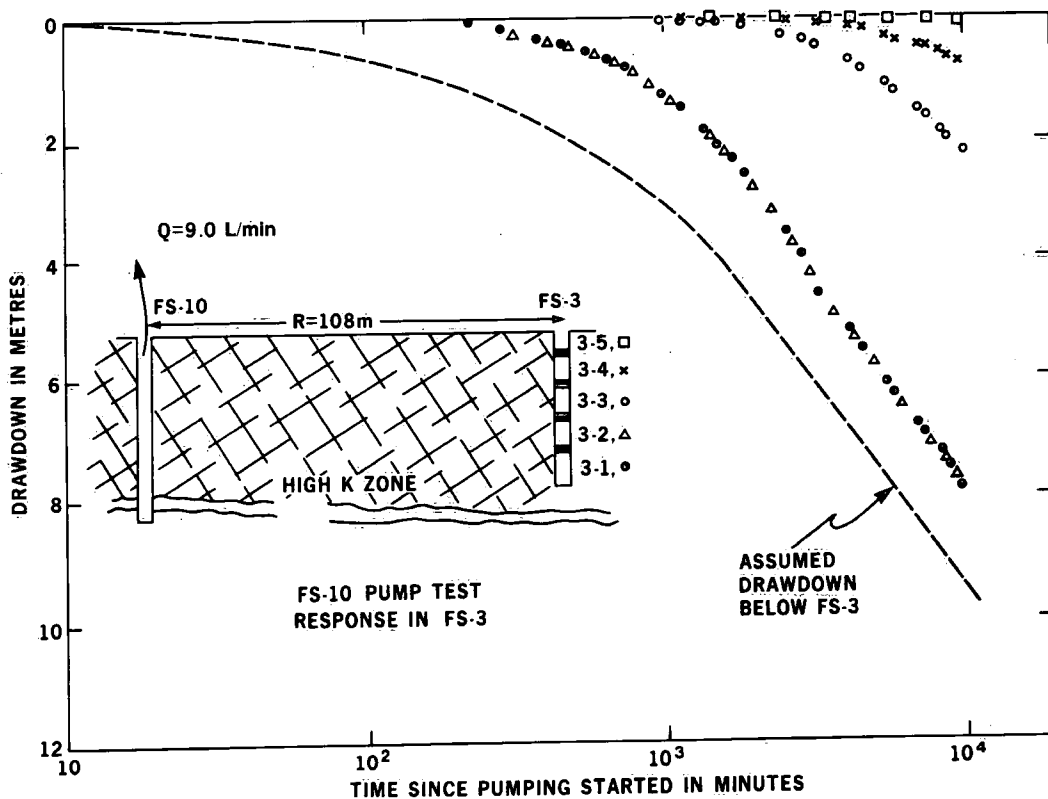 0
2
4
6
8
10
12
DRAWDOWN IN METRES
Q=9.0 L/min
FS-10
R=108m
FS-3
3-5, □
3-4, ×
3-3, ○
3-2, △
3-1, ●
HIGH K ZONE
FS-10 PUMP TEST
RESPONSE IN FS-3
ASSUMED
DRAWDOWN
BELOW FS-3
10
10²
10³
10⁴
TIME SINCE PUMPING STARTED IN MINUTES